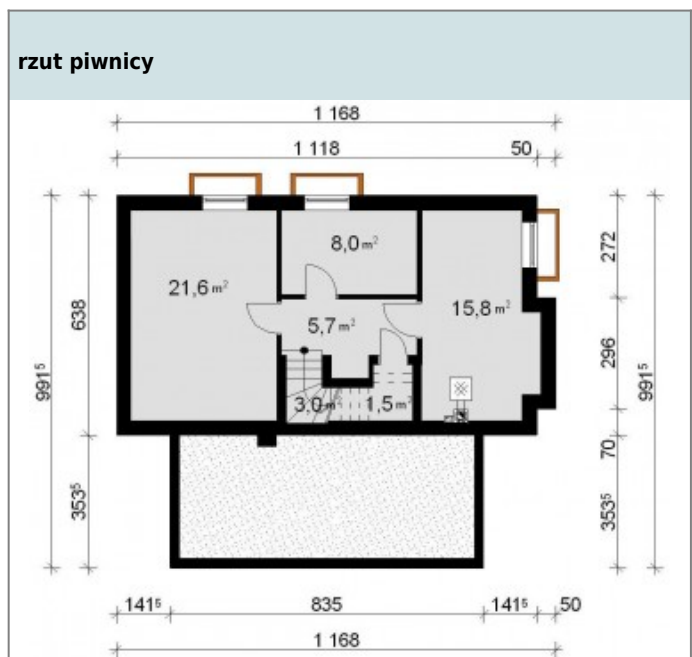 rzut piwnicy
1 168
1 118 50
8,0 m²
272
21,6 m²
15,8 m²
638
5,7 m²
296
991⁵
991⁵
3,0 m²
1,5 m²
70
353⁵
353⁵
141⁵ 835 141⁵ 50
1 168